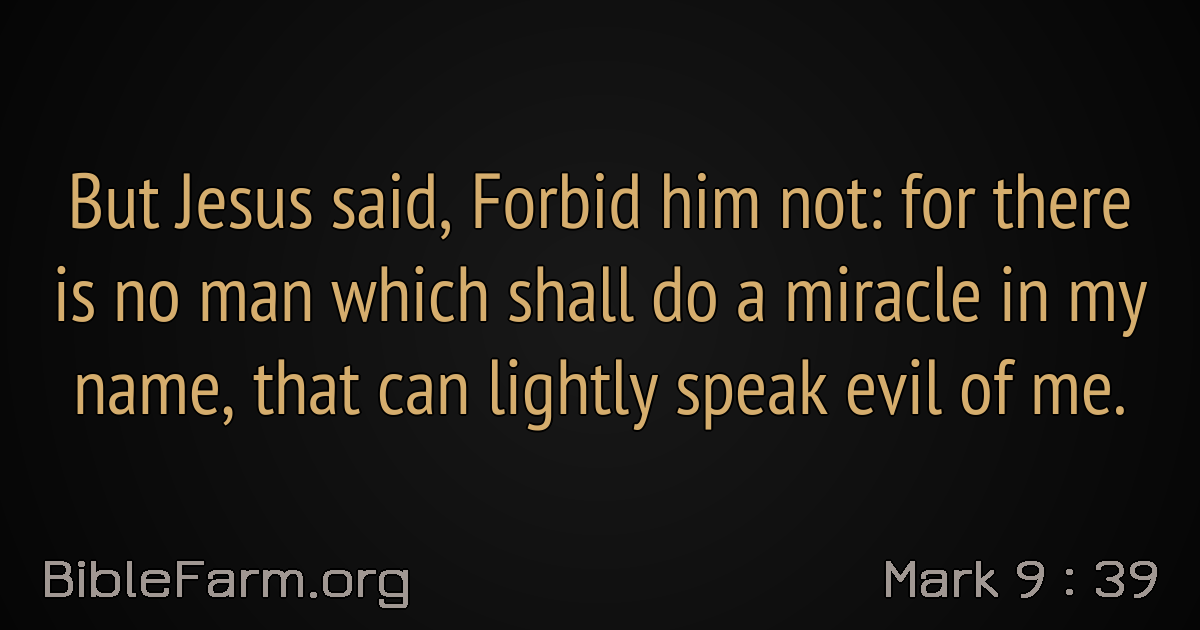 But Jesus said, Forbid him not: for there
is no man which shall do a miracle in my
name, that can lightly speak evil of me.
BibleFarm.org
Mark 9 : 39